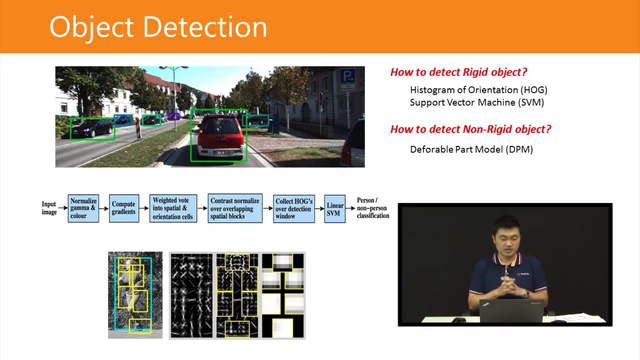 Object Detection
How to detect Rigid object?
Histogram of Orientation (HOG)
Support Vector Machine (SVM)
How to detect Non-Rigid object?
Deforable Part Model (DPM)
Input
image
Normalize
gamma &
colour
Compute
gradients
Weighted vote
into spatial &
orientation cells
Contrast normalize
over overlapping
spatial blocks
Collect HOG's
over detection
window
Linear
SVM
Person /
non-person
classification
P